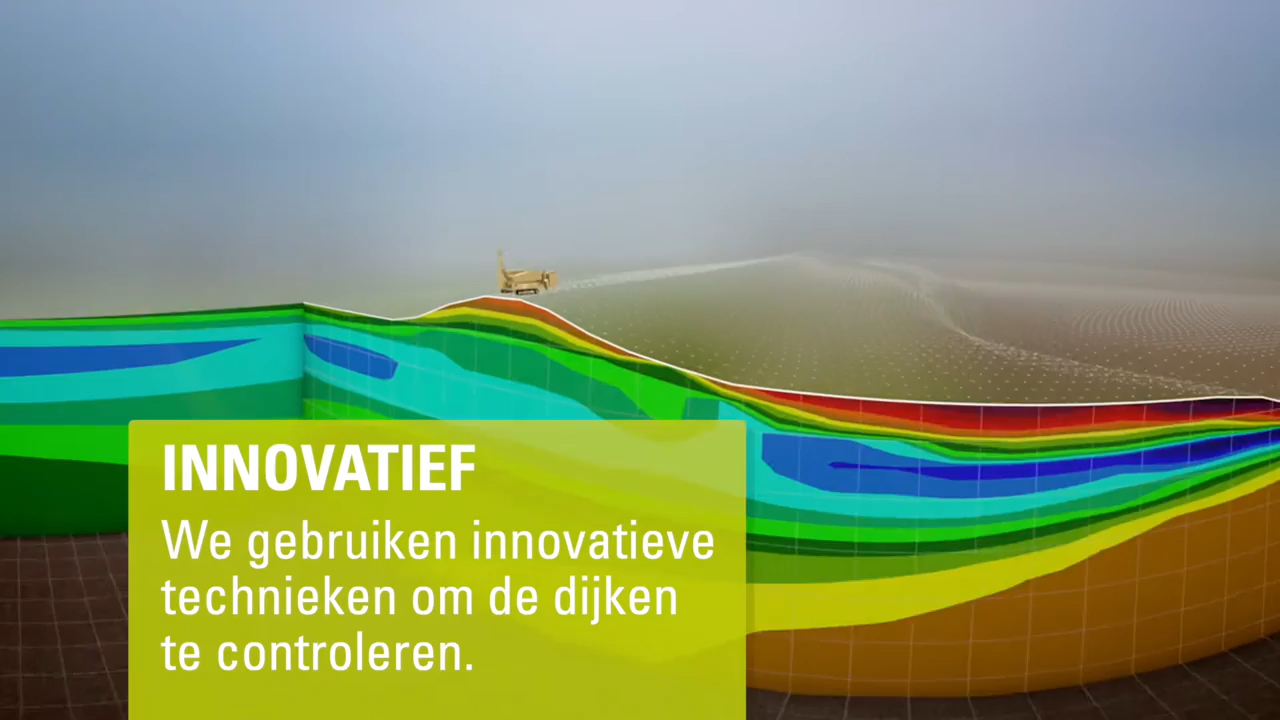 INNOVATIEF
We gebruiken innovatieve
technieken om de dijken
te controleren.